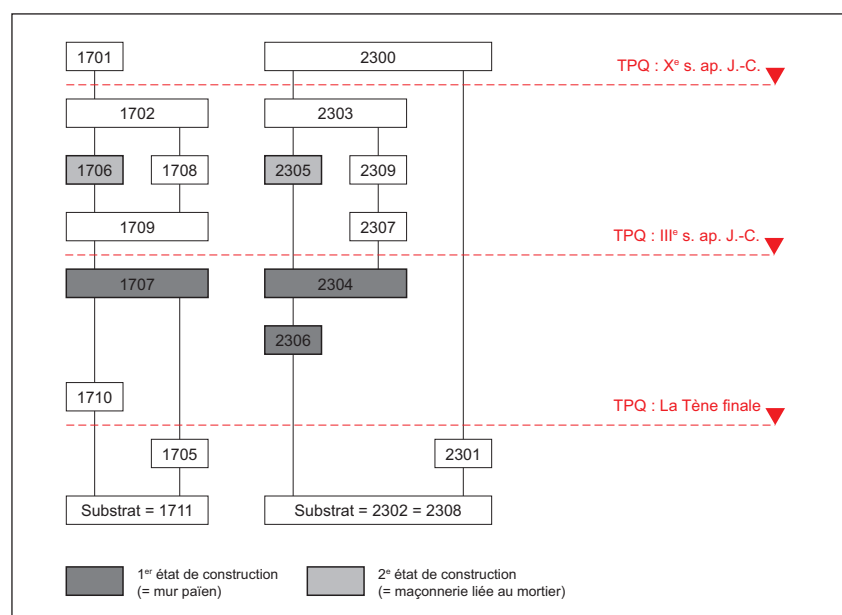 1701 2300
TPQ : Xe s. ap. J.-C.
1702 2303
1706 1708 2305 2309
1709 2307
TPQ : IIIe s. ap. J.-C.
1707 2304
2306
1710
TPQ : La Tène finale
1705 2301
Substrat = 1711 Substrat = 2302 = 2308
1er état de construction
(= mur païen)
2e état de construction
(= maçonnerie liée au mortier)